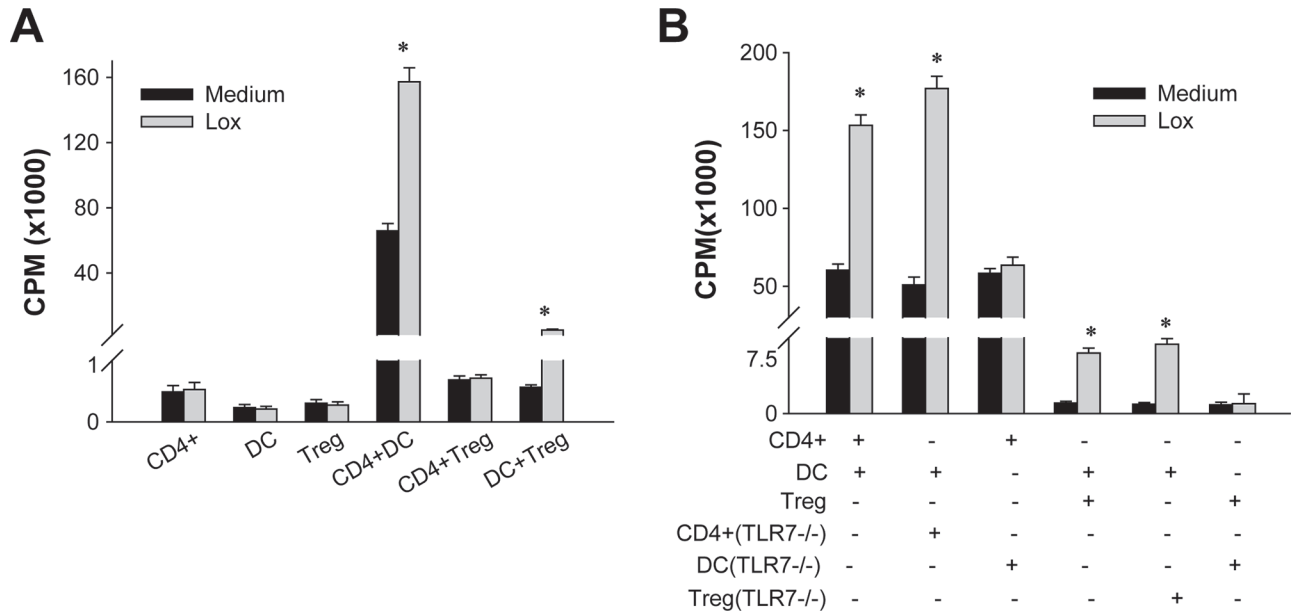 A
CPM (x1000)
160
120
80
40
1
0
Medium
Lox
*
*
CD4+
DC
Treg
CD4+DC
CD4+Treg
DC+Treg
B
CPM(x1000)
200
150
100
50
7.5
0
Medium
Lox
*
*
*
*
CD4+ + - + - - -
DC + + - + + -
Treg - - - + - +
CD4+(TLR7-/-) - + - - - -
DC(TLR7-/-) - - + - - +
Treg(TLR7-/-) - - - - + -